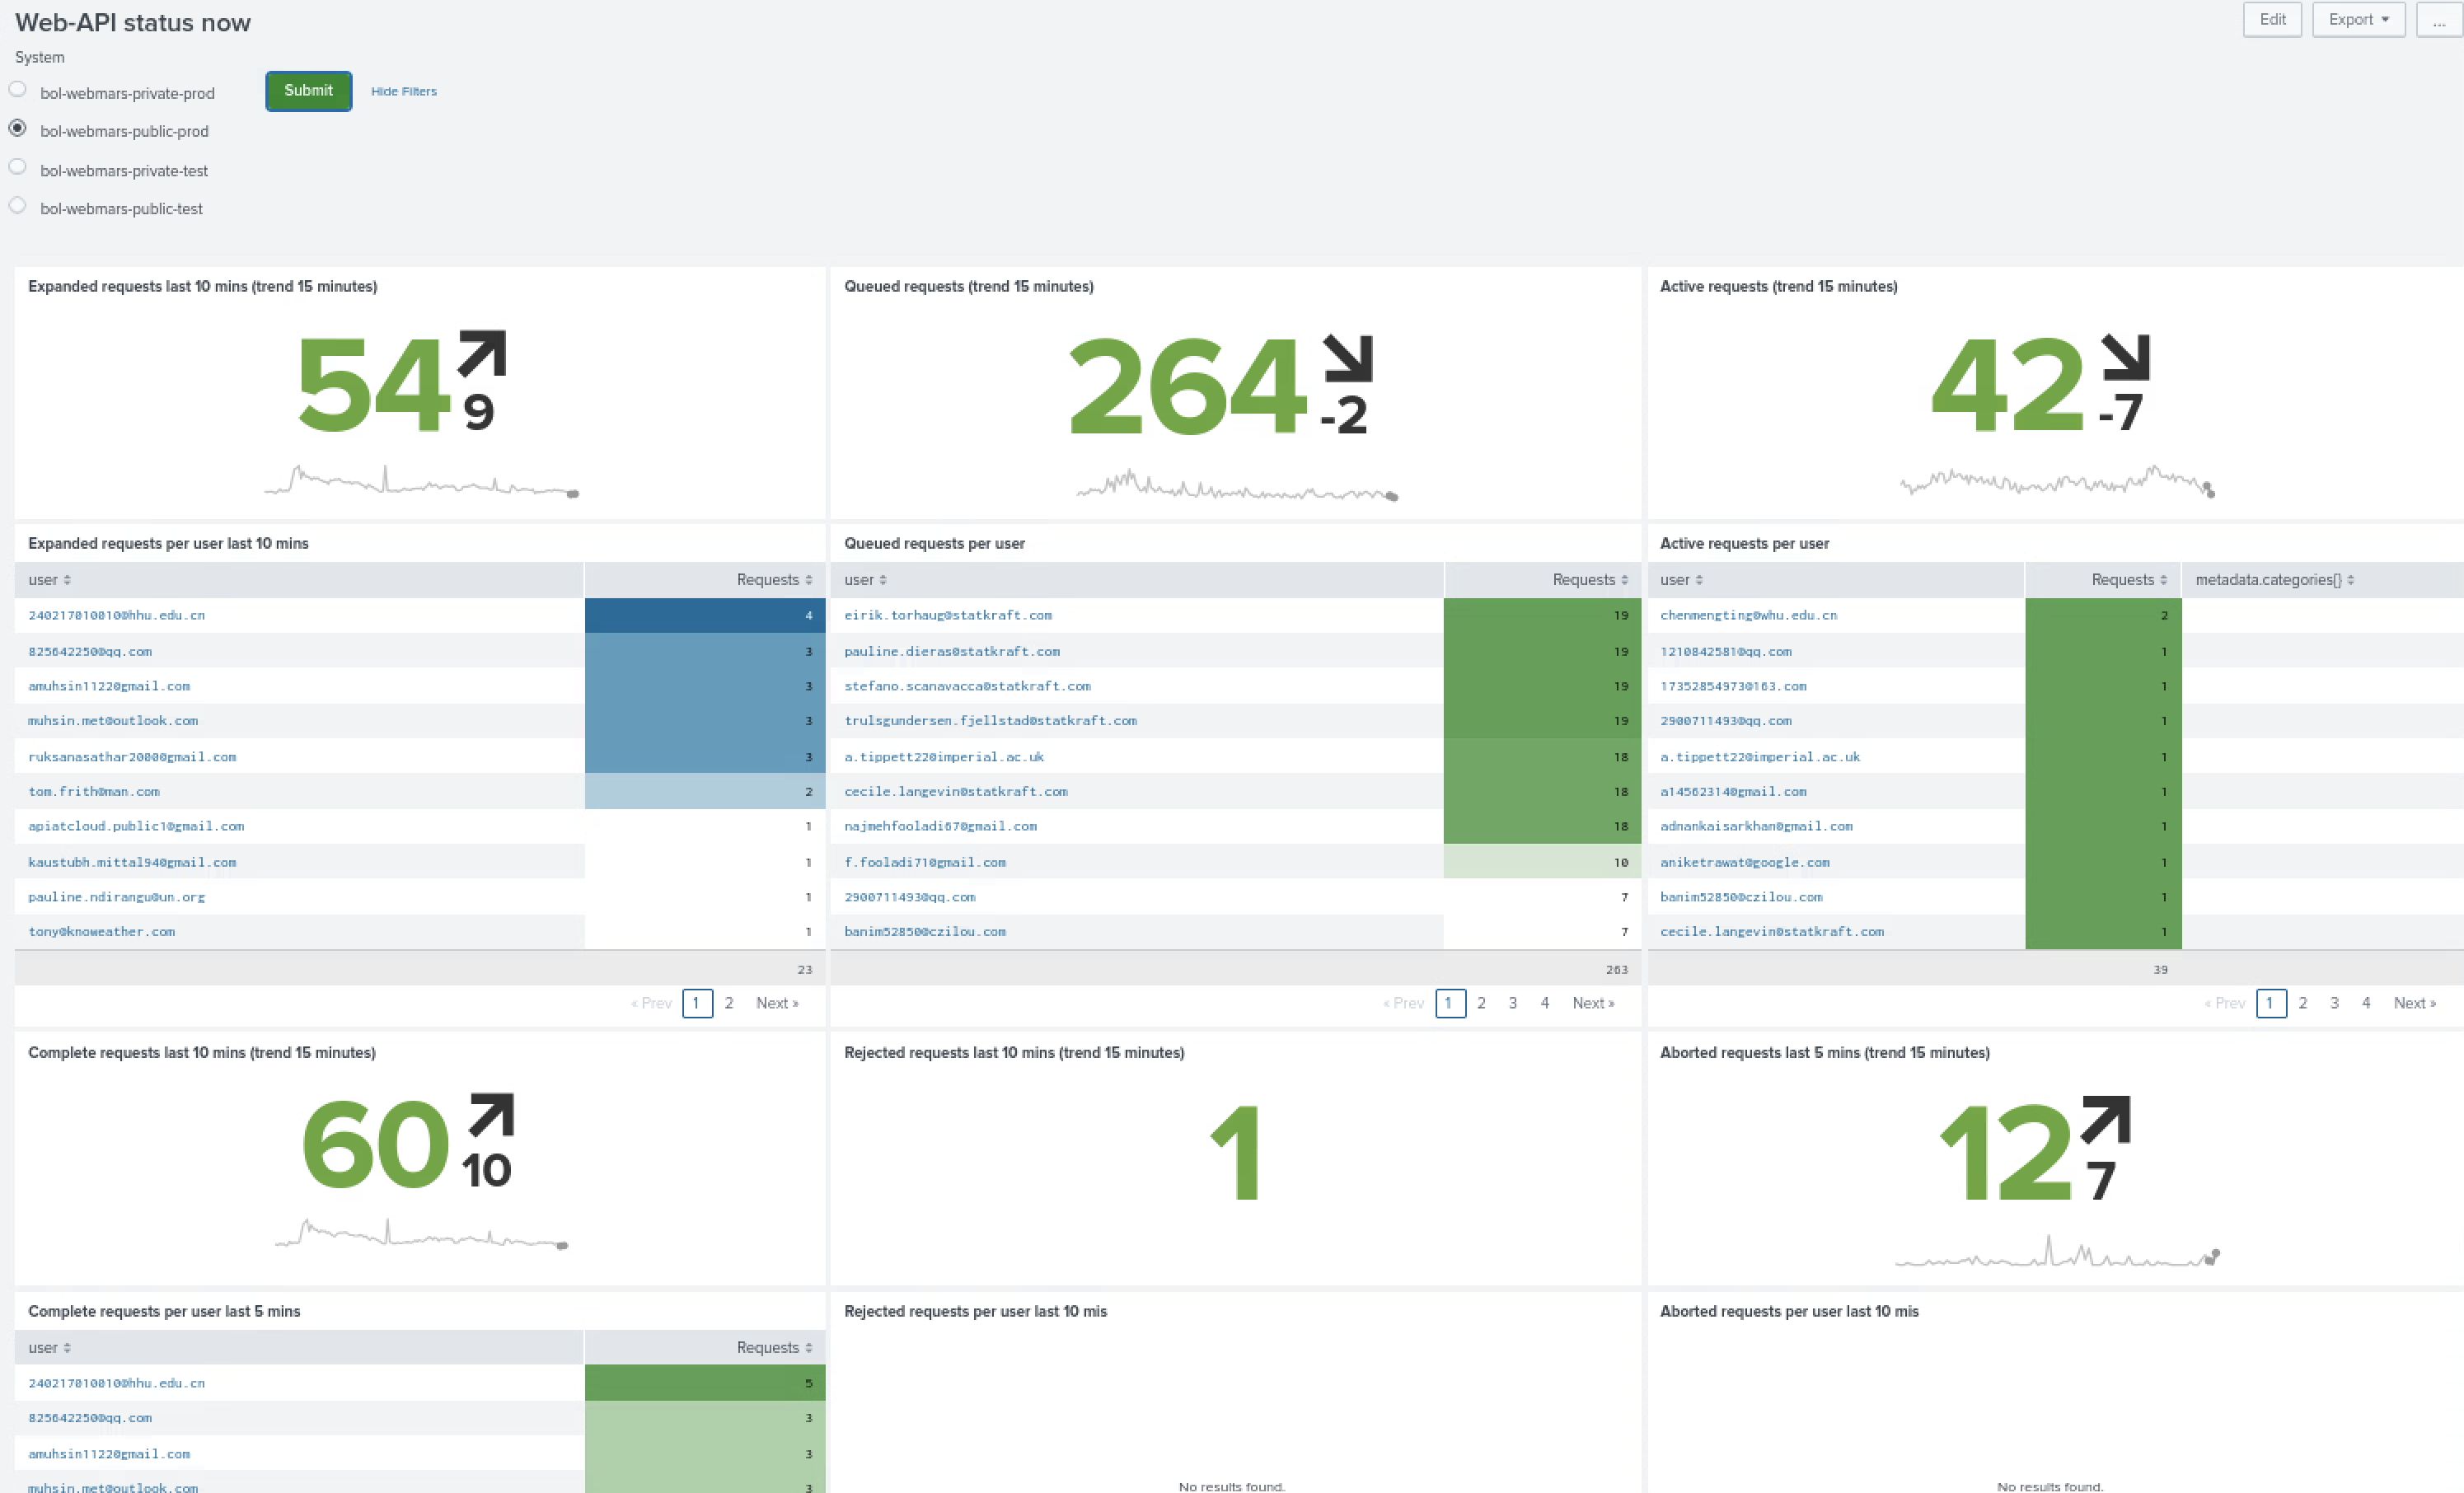 Web-API status now
Edit
Export
...
System
bol-webmars-private-prod
Submit
Hide Filters
bol-webmars-public-prod
bol-webmars-private-test
bol-webmars-public-test
Expanded requests last 10 mins (trend 15 minutes)
54
9
Queued requests (trend 15 minutes)
264
-2
Active requests (trend 15 minutes)
42
-7
Expanded requests per user last 10 mins
user Requests
240217010010@hhu.edu.cn 4
825642250@qq.com 3
amuhsin1122@gmail.com 3
muhsin.met@outlook.com 3
ruksanasathar2000@gmail.com 3
tom.frith@man.com 2
apiatcloud.public1@gmail.com 1
kaustubh.mittal94@gmail.com 1
pauline.ndirangu@un.org 1
tony@knoweather.com 1
23
« Prev 1 2 Next »
Queued requests per user
user Requests
eirik.torhaug@statkraft.com 19
pauline.dieras@statkraft.com 19
stefano.scanavacca@statkraft.com 19
trulsgundersen.fjellstad@statkraft.com 19
a.tippett22@imperial.ac.uk 18
cecile.langevin@statkraft.com 18
najmehfooladi67@gmail.com 18
f.fooladi71@gmail.com 10
2900711493@qq.com 7
banim5285@czilou.com 7
263
« Prev 1 2 3 4 Next »
Active requests per user
user Requests metadata.categories{}
chenmengting@whu.edu.cn 2
1210842581@qq.com 1
17352854973@163.com 1
2900711493@qq.com 1
a.tippett22@imperial.ac.uk 1
a14562314@gmail.com 1
adnankaisarkhan@gmail.com 1
aniketrawat@google.com 1
banim5285@czilou.com 1
cecile.langevin@statkraft.com 1
39
« Prev 1 2 3 4 Next »
Complete requests last 10 mins (trend 15 minutes)
60
10
Rejected requests last 10 mins (trend 15 minutes)
1
Aborted requests last 5 mins (trend 15 minutes)
12
7
Complete requests per user last 5 mins
user Requests
240217010010@hhu.edu.cn 5
825642250@qq.com 3
amuhsin1122@gmail.com 3
muhsin.met@outlook.com 3
Rejected requests per user last 10 mis
No results found.
Aborted requests per user last 10 mis
No results found.